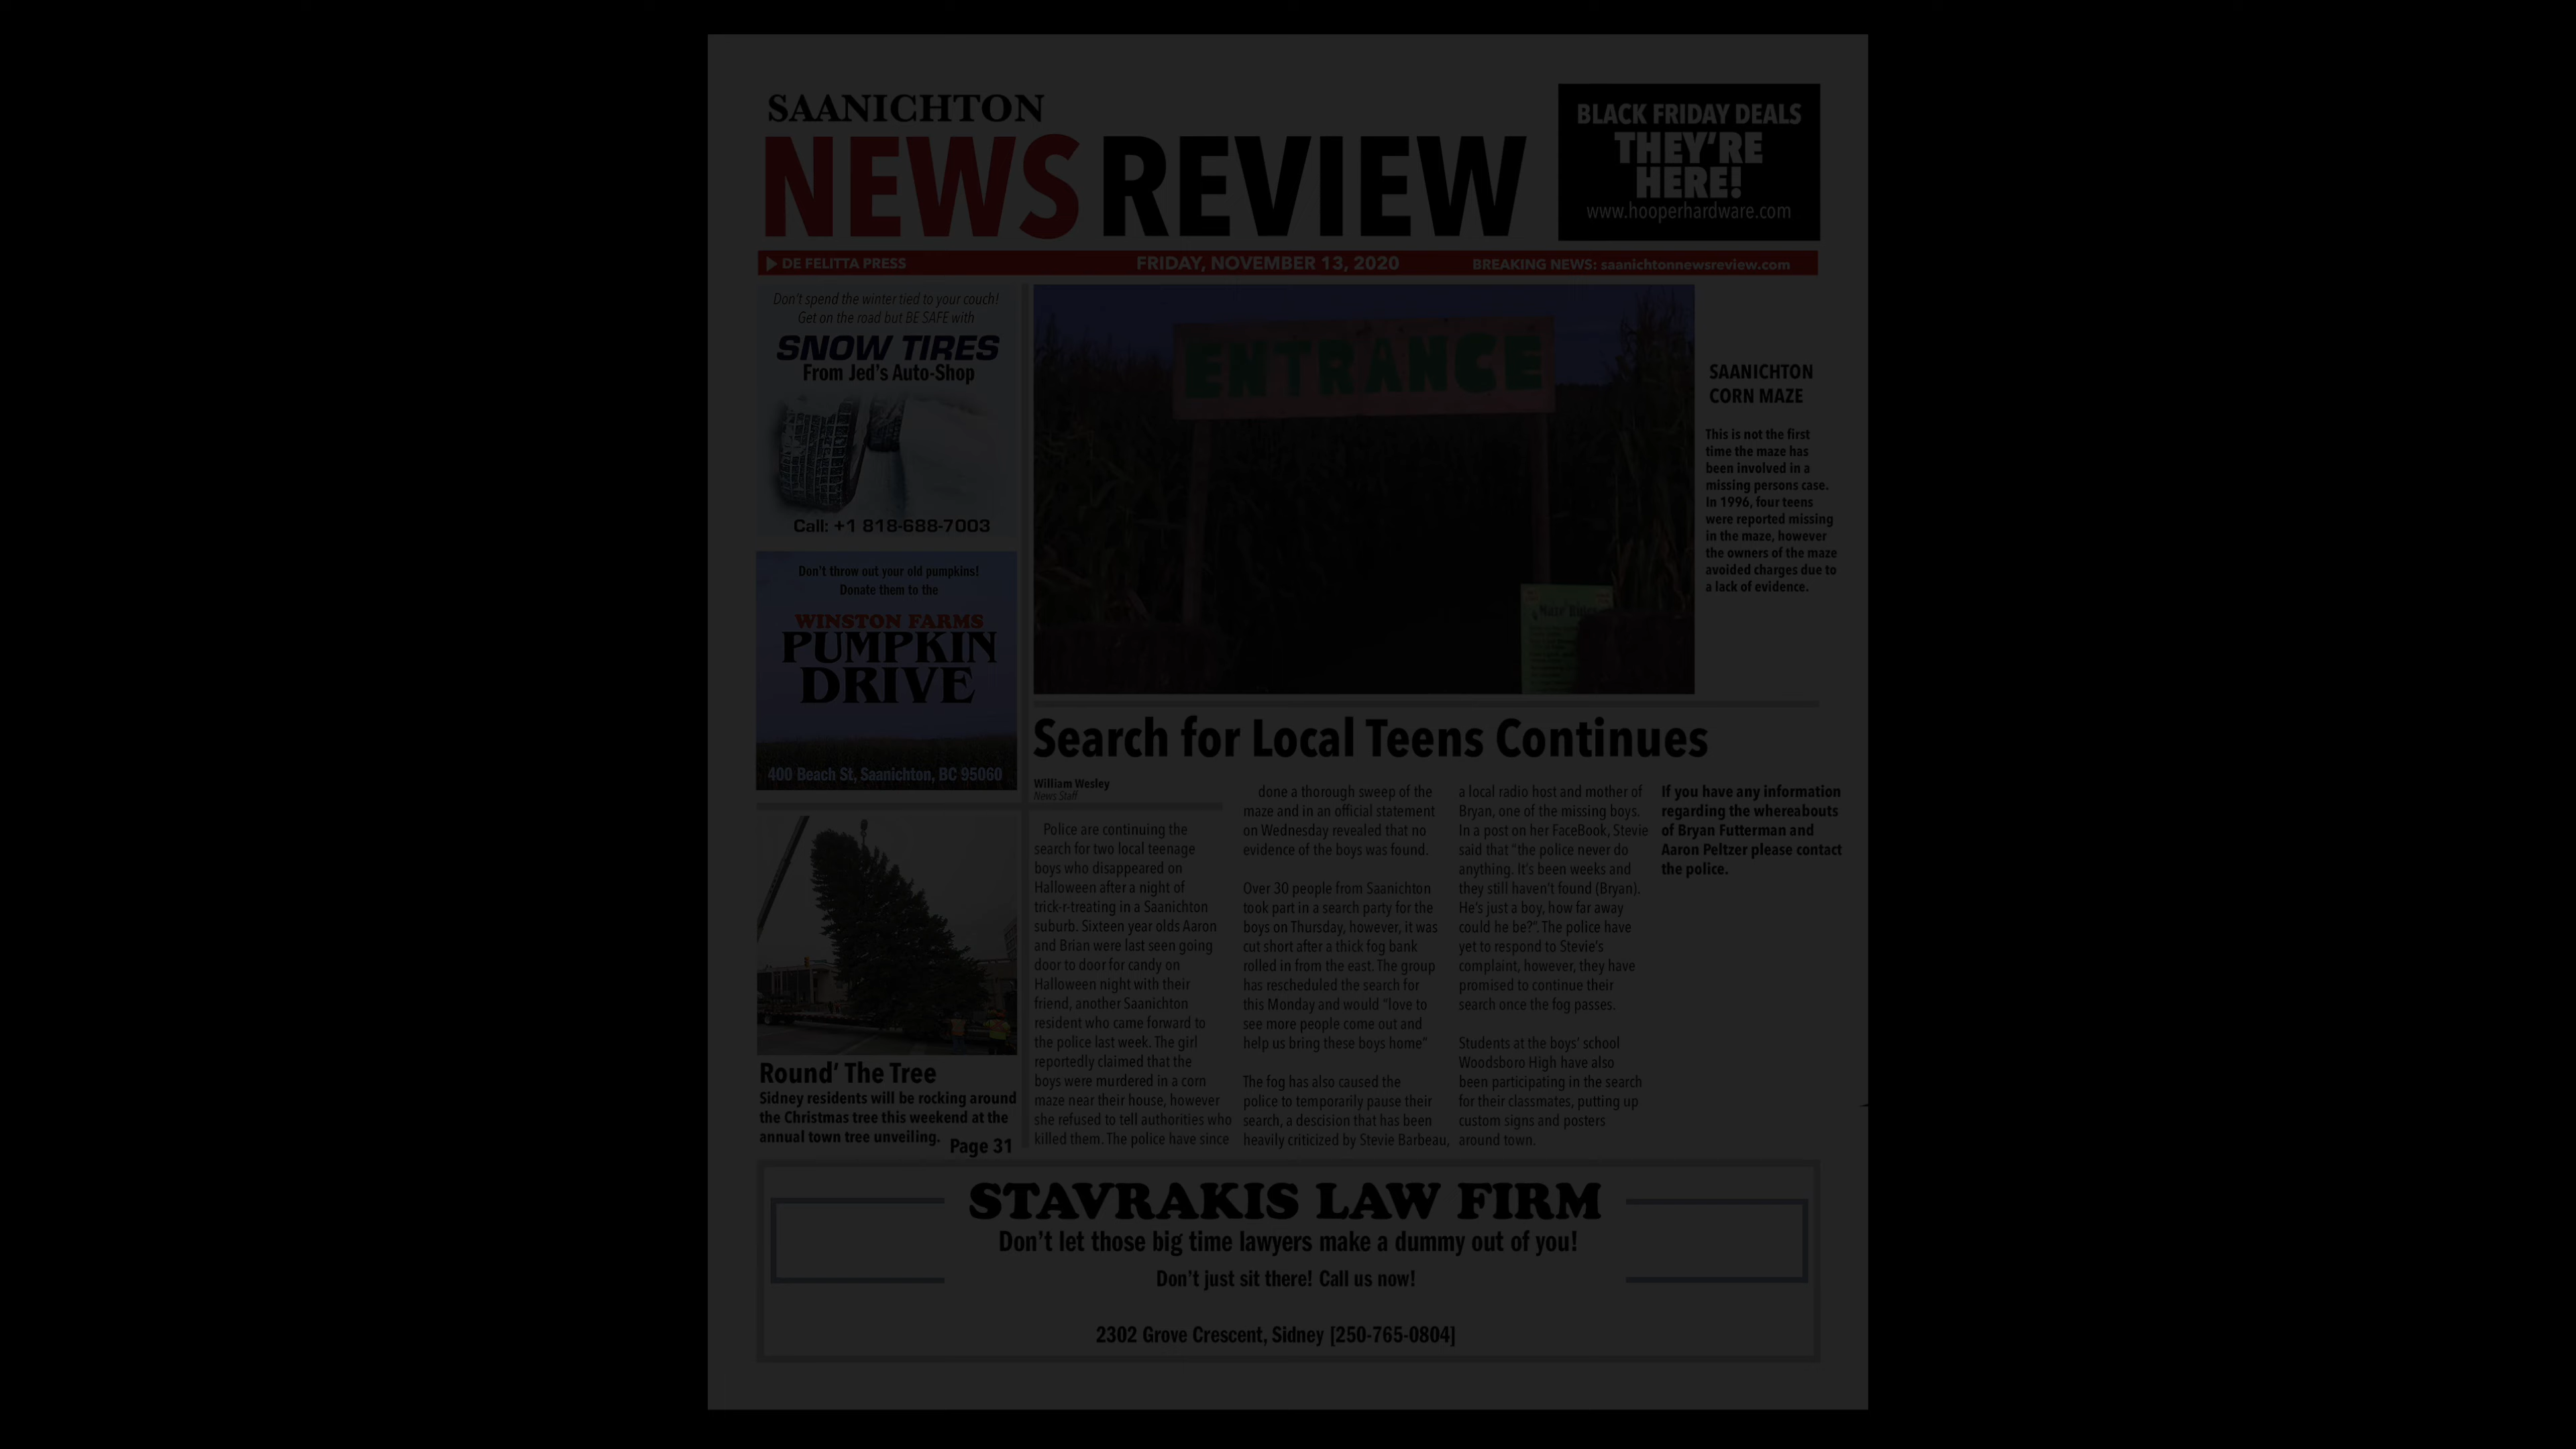 SAANICHTON
NEWS REVIEW
BLACK FRIDAY DEALS
THEY'RE
HERE!
www.hooperhardware.com
DE FELITTA PRESS
FRIDAY, NOVEMBER 13, 2020
BREAKING NEWS: saanichtonnewsreview.com
Don't spend the winter tied to your couch!
Get on the road but BE SAFE with
SNOW TIRES
From Jed's Auto-Shop
Call: +1 818-688-7003
Don't throw out your old pumpkins!
Donate them to the
WINSTON FARMS
PUMPKIN
DRIVE
400 Beach St, Saanichton, BC 95060
Round' The Tree
Sidney residents will be rocking around
the Christmas tree this weekend at the
annual town tree unveiling.
Page 31
ENTRANCE
Maze Rules
SAANICHTON
CORN MAZE
This is not the first
time the maze has
been involved in a
missing persons case.
In 1996, four teens
were reported missing
in the maze, however
the owners of the maze
avoided charges due to
a lack of evidence.
Search for Local Teens Continues
William Wesley
News Staff
Police are continuing the
search for two local teenage
boys who disappeared on
Halloween after a night of
trick-r-treating in a Saanichton
suburb. Sixteen year olds Aaron
and Brian were last seen going
door to door for candy on
Halloween night with their
friend, another Saanichton
resident who came forward to
the police last week. The girl
reportedly claimed that the
boys were murdered in a corn
maze near their house, however
she refused to tell authorities who
killed them. The police have since
done a thorough sweep of the
maze and in an official statement
on Wednesday revealed that no
evidence of the boys was found.
Over 30 people from Saanichton
took part in a search party for the
boys on Thursday, however, it was
cut short after a thick fog bank
rolled in from the east. The group
has rescheduled the search for
this Monday and would "love to
see more people come out and
help us bring these boys home"
The fog has also caused the
police to temporarily pause their
search, a descision that has been
heavily criticized by Stevie Barbeau,
a local radio host and mother of
Bryan, one of the missing boys.
In a post on her FaceBook, Stevie
said that "the police never do
anything. It's been weeks and
they still haven't found (Bryan).
He's just a boy, how far away
could he be?". The police have
yet to respond to Stevie's
complaint, however, they have
promised to continue their
search once the fog passes.
Students at the boys' school
Woodsboro High have also
been participating in the search
for their classmates, putting up
custom signs and posters
around town.
If you have any information
regarding the whereabouts
of Bryan Futterman and
Aaron Peltzer please contact
the police.
STAVRAKIS LAW FIRM
Don't let those big time lawyers make a dummy out of you!
Don't just sit there! Call us now!
2302 Grove Crescent, Sidney [250-765-0804]